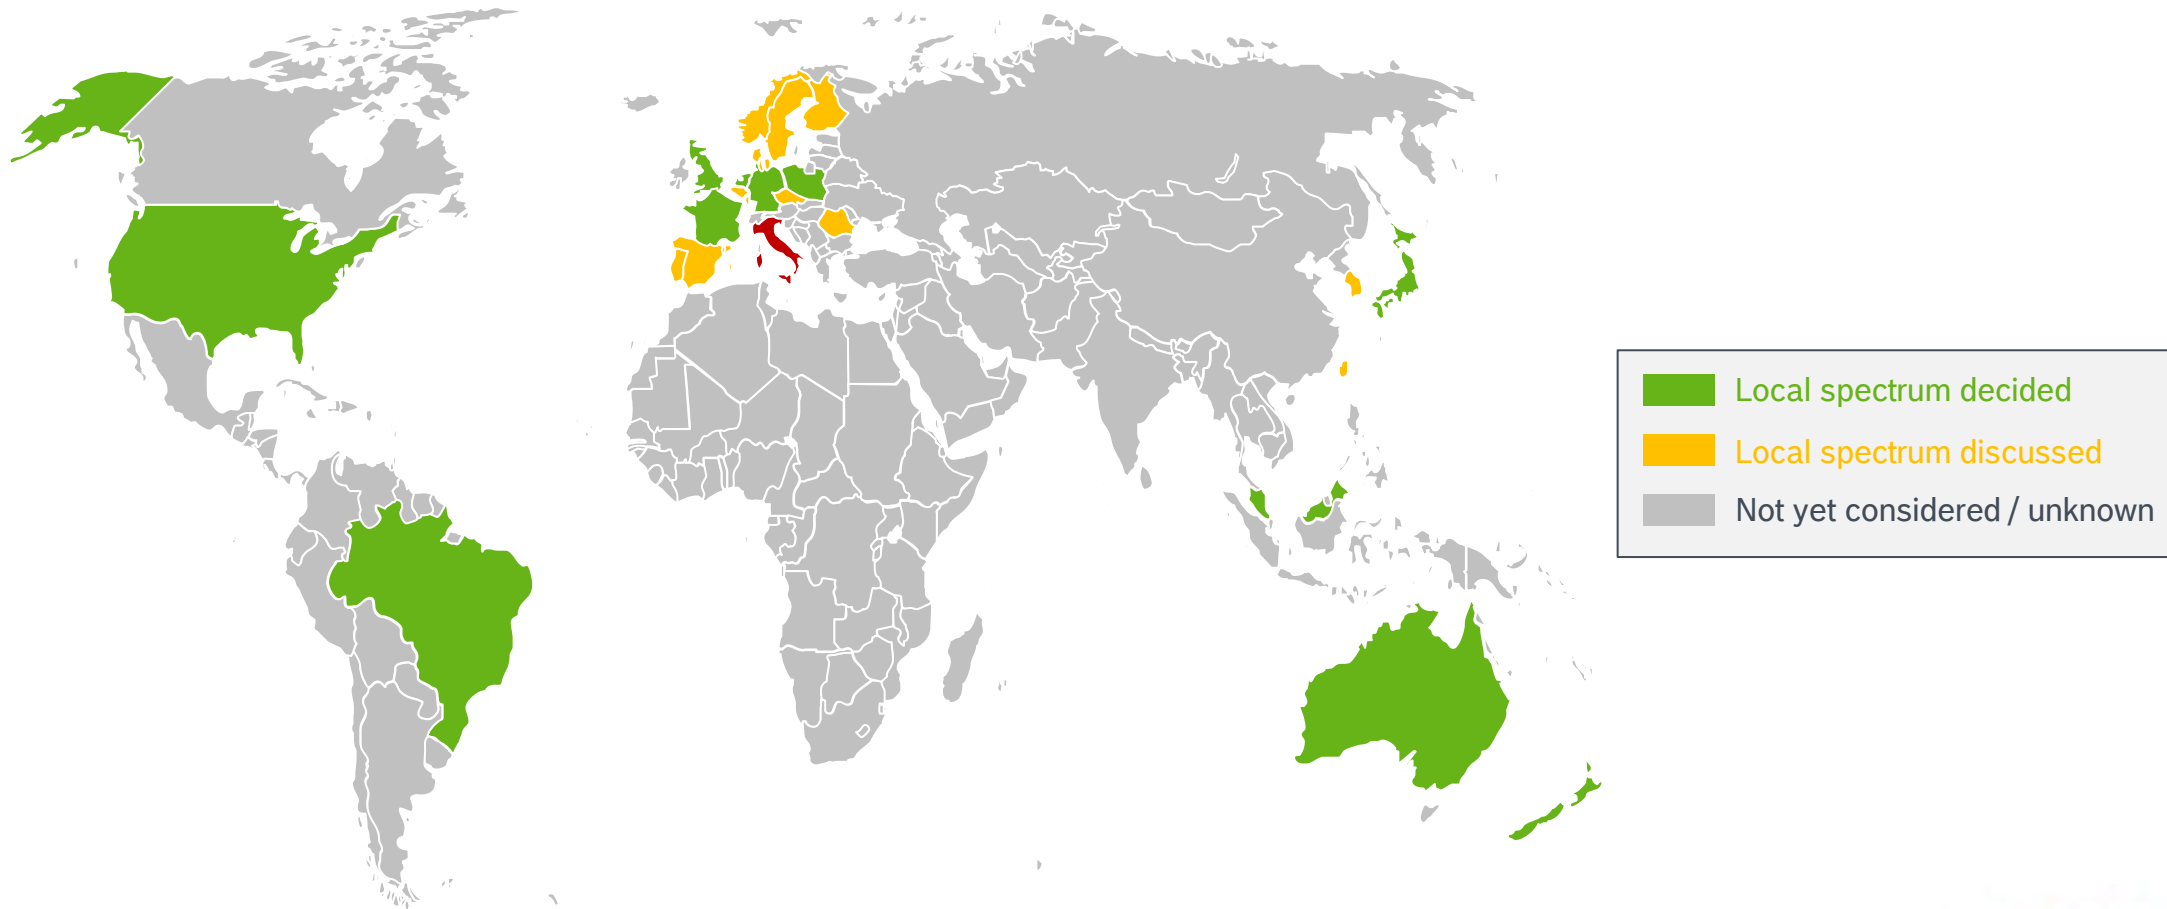 Local spectrum decided
Local spectrum discussed
Not yet considered / unknown